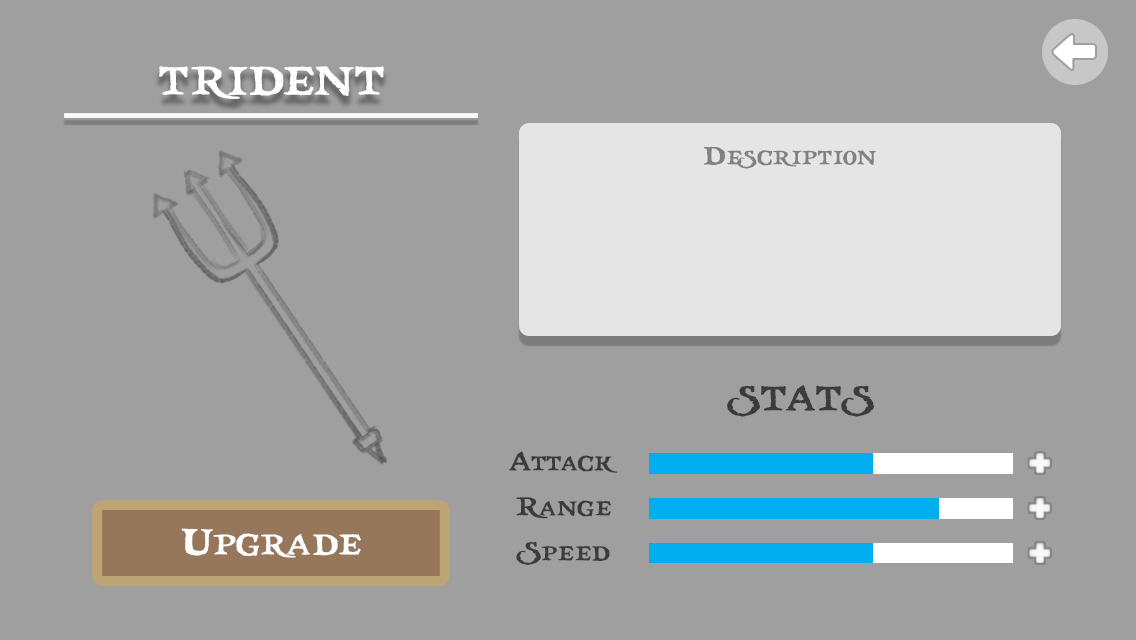 TRIDENT
Description
STATS
Attack
Range
Speed
Upgrade